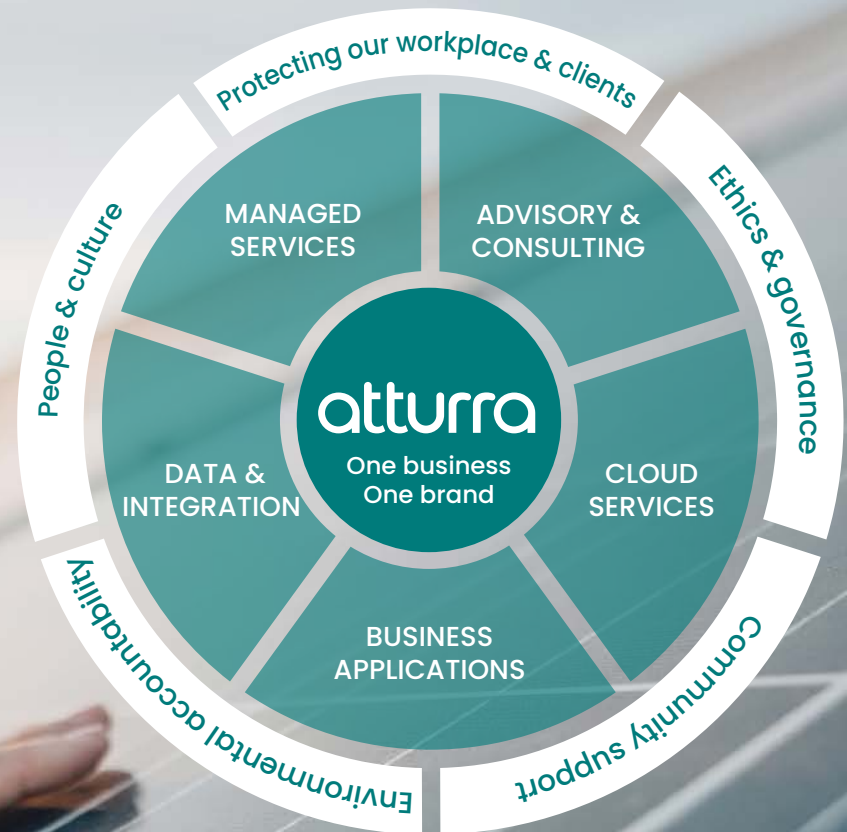 Protecting our workplace & clients
Ethics & governance
Community support
Environmental accountability
People & culture
MANAGED
SERVICES
ADVISORY &
CONSULTING
CLOUD
SERVICES
BUSINESS
APPLICATIONS
DATA &
INTEGRATION
atturra
One business
One brand